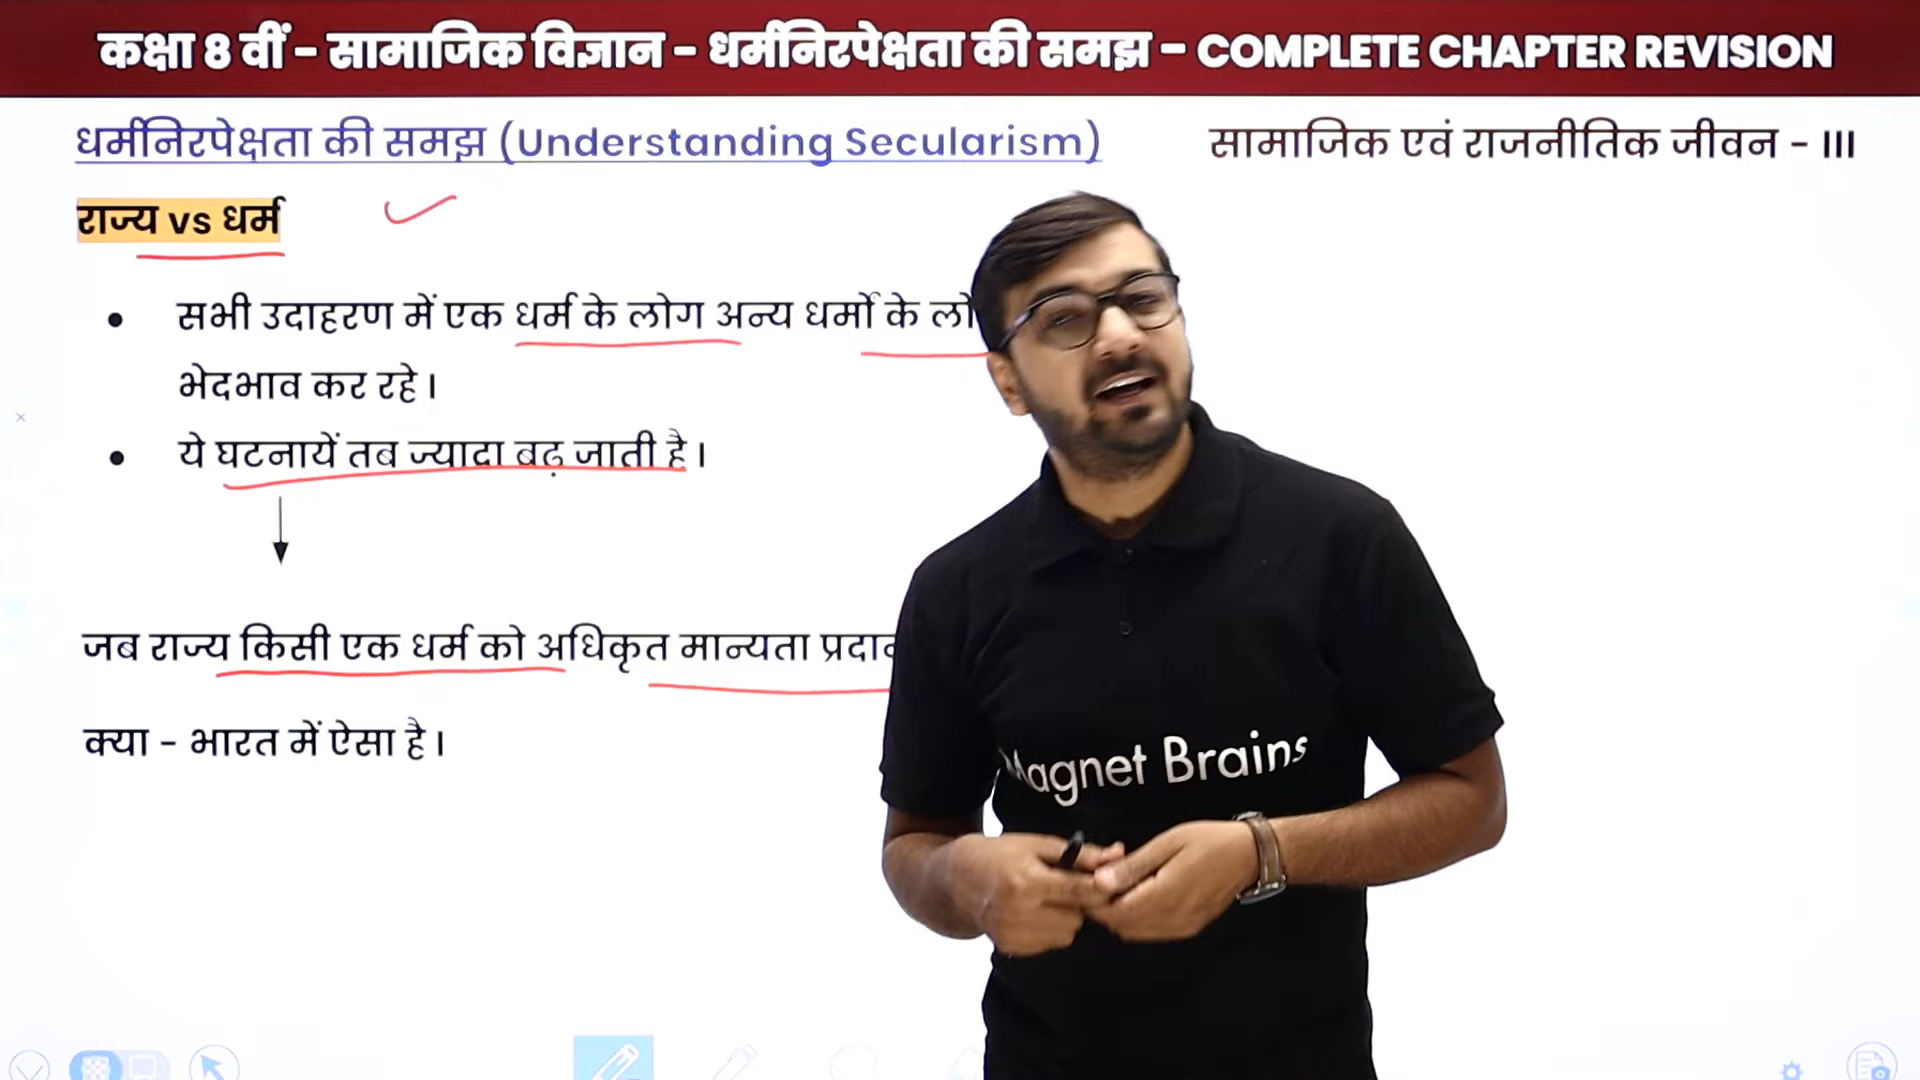 कक्षा 8 वीं - सामाजिक विज्ञान - धर्मनिरपेक्षता की समझ - COMPLETE CHAPTER REVISION
धर्मनिरपेक्षता की समझ (Understanding Secularism)
सामाजिक एवं राजनीतिक जीवन - III
राज्य vs धर्म
• सभी उदाहरण में एक धर्म के लोग अन्य धर्मो के
भेदभाव कर रहे।
• ये घटनायें तब ज्यादा बढ़ जाती है।
जब राज्य किसी एक धर्म को अधिकृत मान्यता
क्या - भारत में ऐसा है।
Magnet Brains